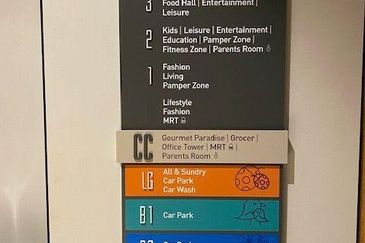 3 Food Hall | Entertainment |
Leisure
2 Kids | Leisure | Entertainment |
Education | Pamper Zone |
Fitness Zone | Parents Room
1 Fashion
Living
Pamper Zone
Lifestyle
Fashion
MRT
CC Gourmet Paradise | Grocer |
Office Tower | MRT |
Parents Room
LG All & Sundry
Car Park
Car Wash
B1 Car Park